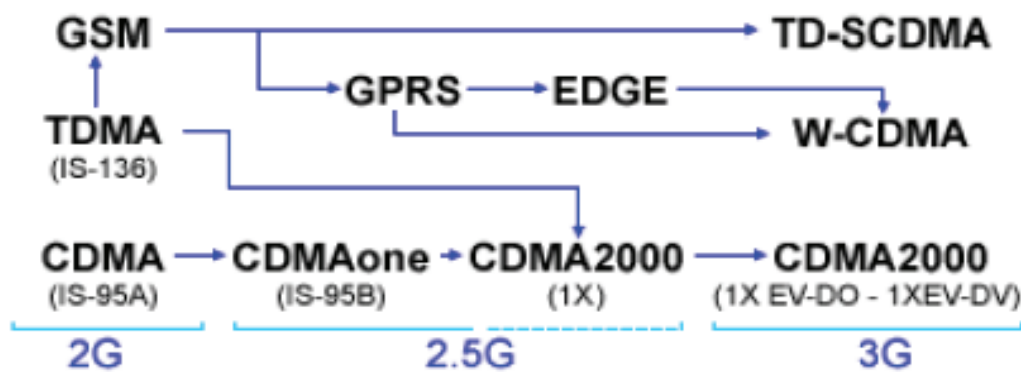 GSM TD-SCDMA
GPRS EDGE
TDMA W-CDMA
(IS-136)
CDMA CDMAone CDMA2000 CDMA2000
(IS-95A) (IS-95B) (1X) (1X EV-DO - 1XEV-DV)
2G 2.5G 3G